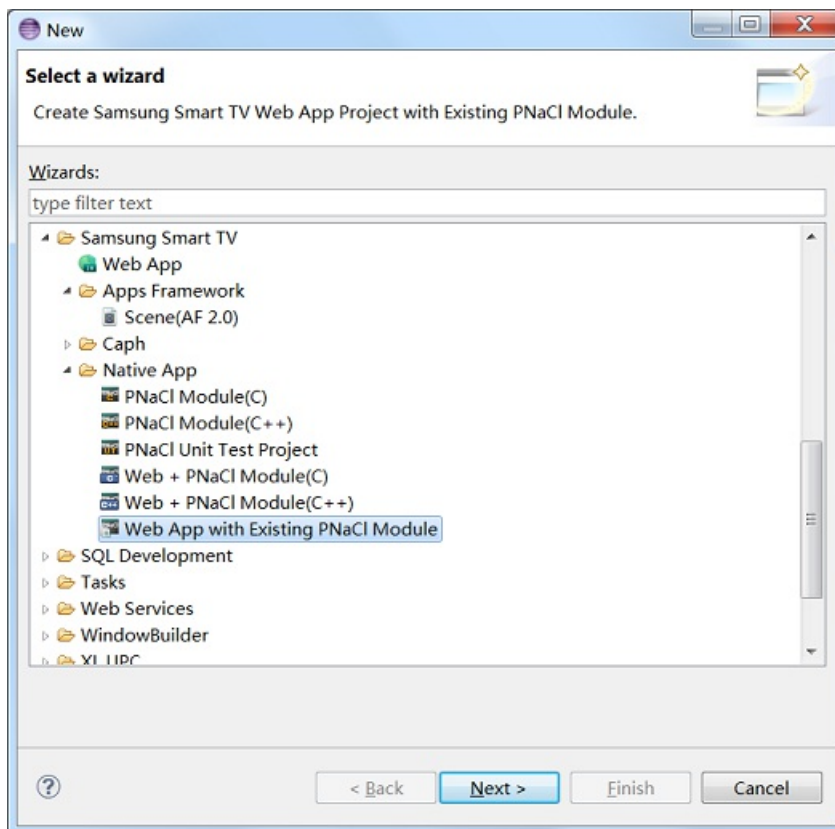 New
Select a wizard
Create Samsung Smart TV Web App Project with Existing PNaCl Module.
Wizards:
type filter text
Samsung Smart TV
Web App
Apps Framework
Scene(AF 2.0)
Caph
Native App
PNaCl Module(C)
PNaCl Module(C++)
PNaCl Unit Test Project
Web + PNaCl Module(C)
Web + PNaCl Module(C++)
Web App with Existing PNaCl Module
SQL Development
Tasks
Web Services
WindowBuilder
< Back Next > Finish Cancel